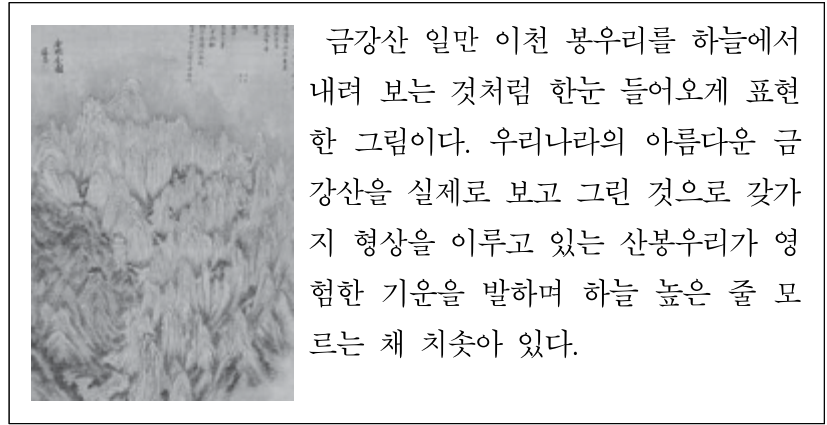 금강산 일만 이천 봉우리를 하늘에서
내려 보는 것처럼 한눈 들어오게 표현
한 그림이다. 우리나라의 아름다운 금
강산을 실제로 보고 그린 것으로 갖가
지 형상을 이루고 있는 산봉우리가 영
험한 기운을 발하며 하늘 높은 줄 모
르는 채 치솟아 있다.